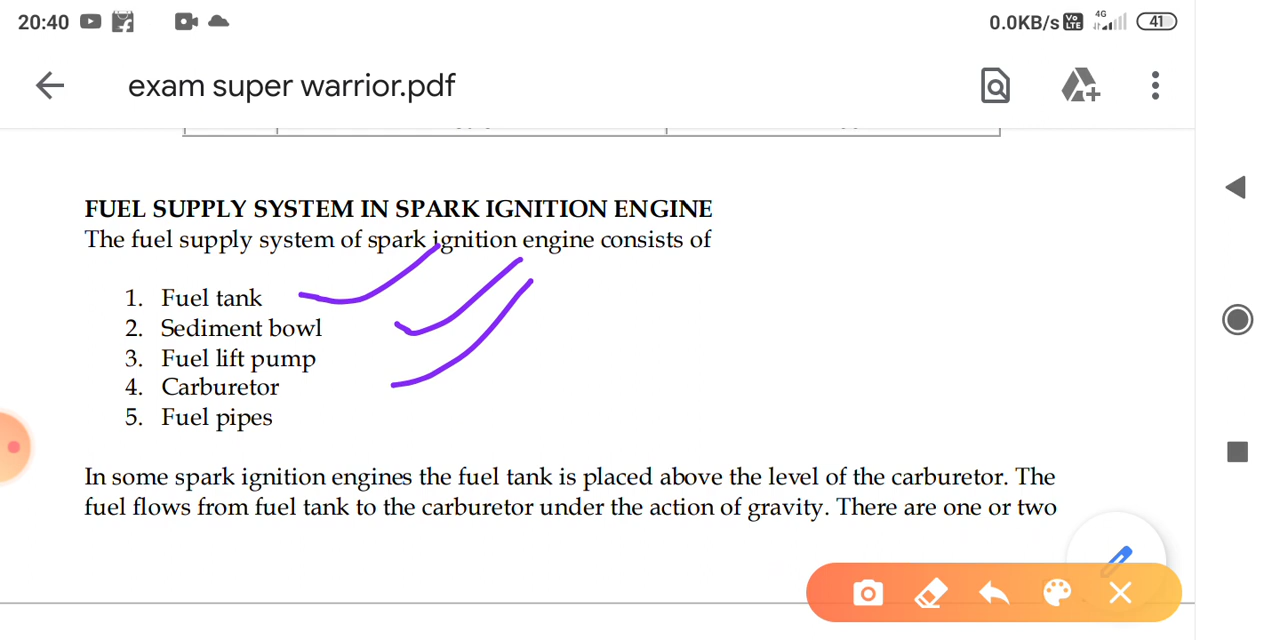 20:40 0.0KB/s Vo LTE 4G 41
exam super warrior.pdf
FUEL SUPPLY SYSTEM IN SPARK IGNITION ENGINE
The fuel supply system of spark ignition engine consists of
1. Fuel tank
2. Sediment bowl
3. Fuel lift pump
4. Carburetor
5. Fuel pipes
In some spark ignition engines the fuel tank is placed above the level of the carburetor. The
fuel flows from fuel tank to the carburetor under the action of gravity. There are one or two